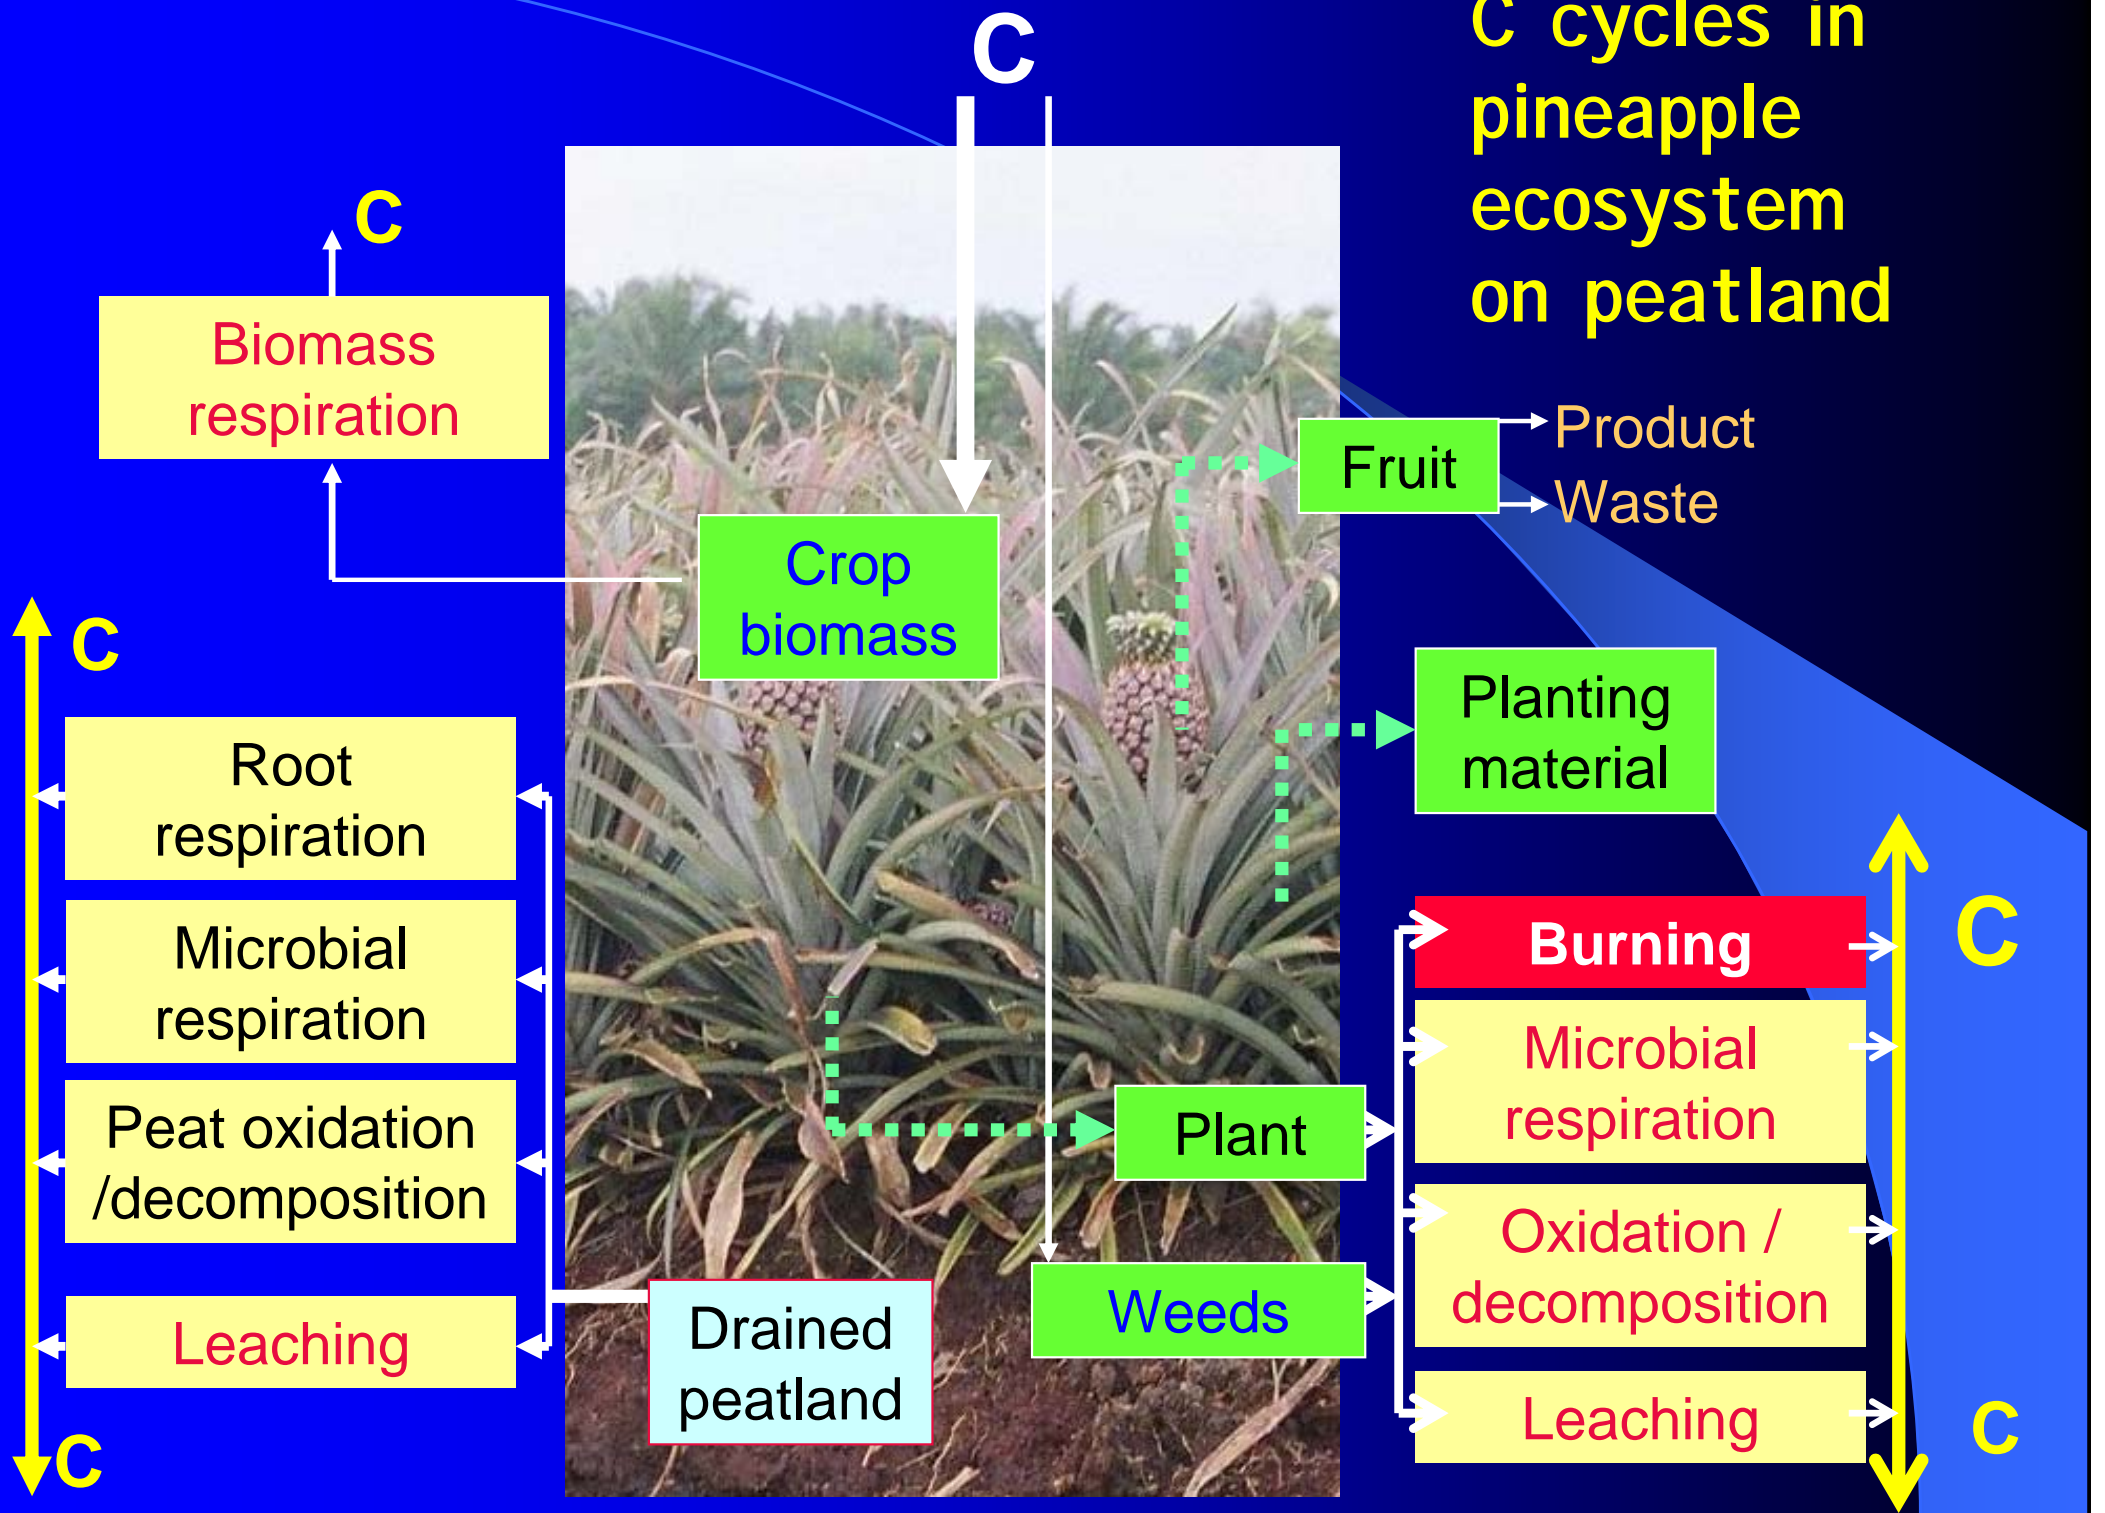 C cycles in
pineapple
ecosystem
on peatland
C
C
Biomass
respiration
Crop
biomass
Fruit
Product
Waste
Planting
material
C
Root
respiration
Microbial
respiration
Peat oxidation
/decomposition
Leaching
C
Drained
peatland
Plant
Weeds
Burning
Microbial
respiration
Oxidation /
decomposition
Leaching
C
C